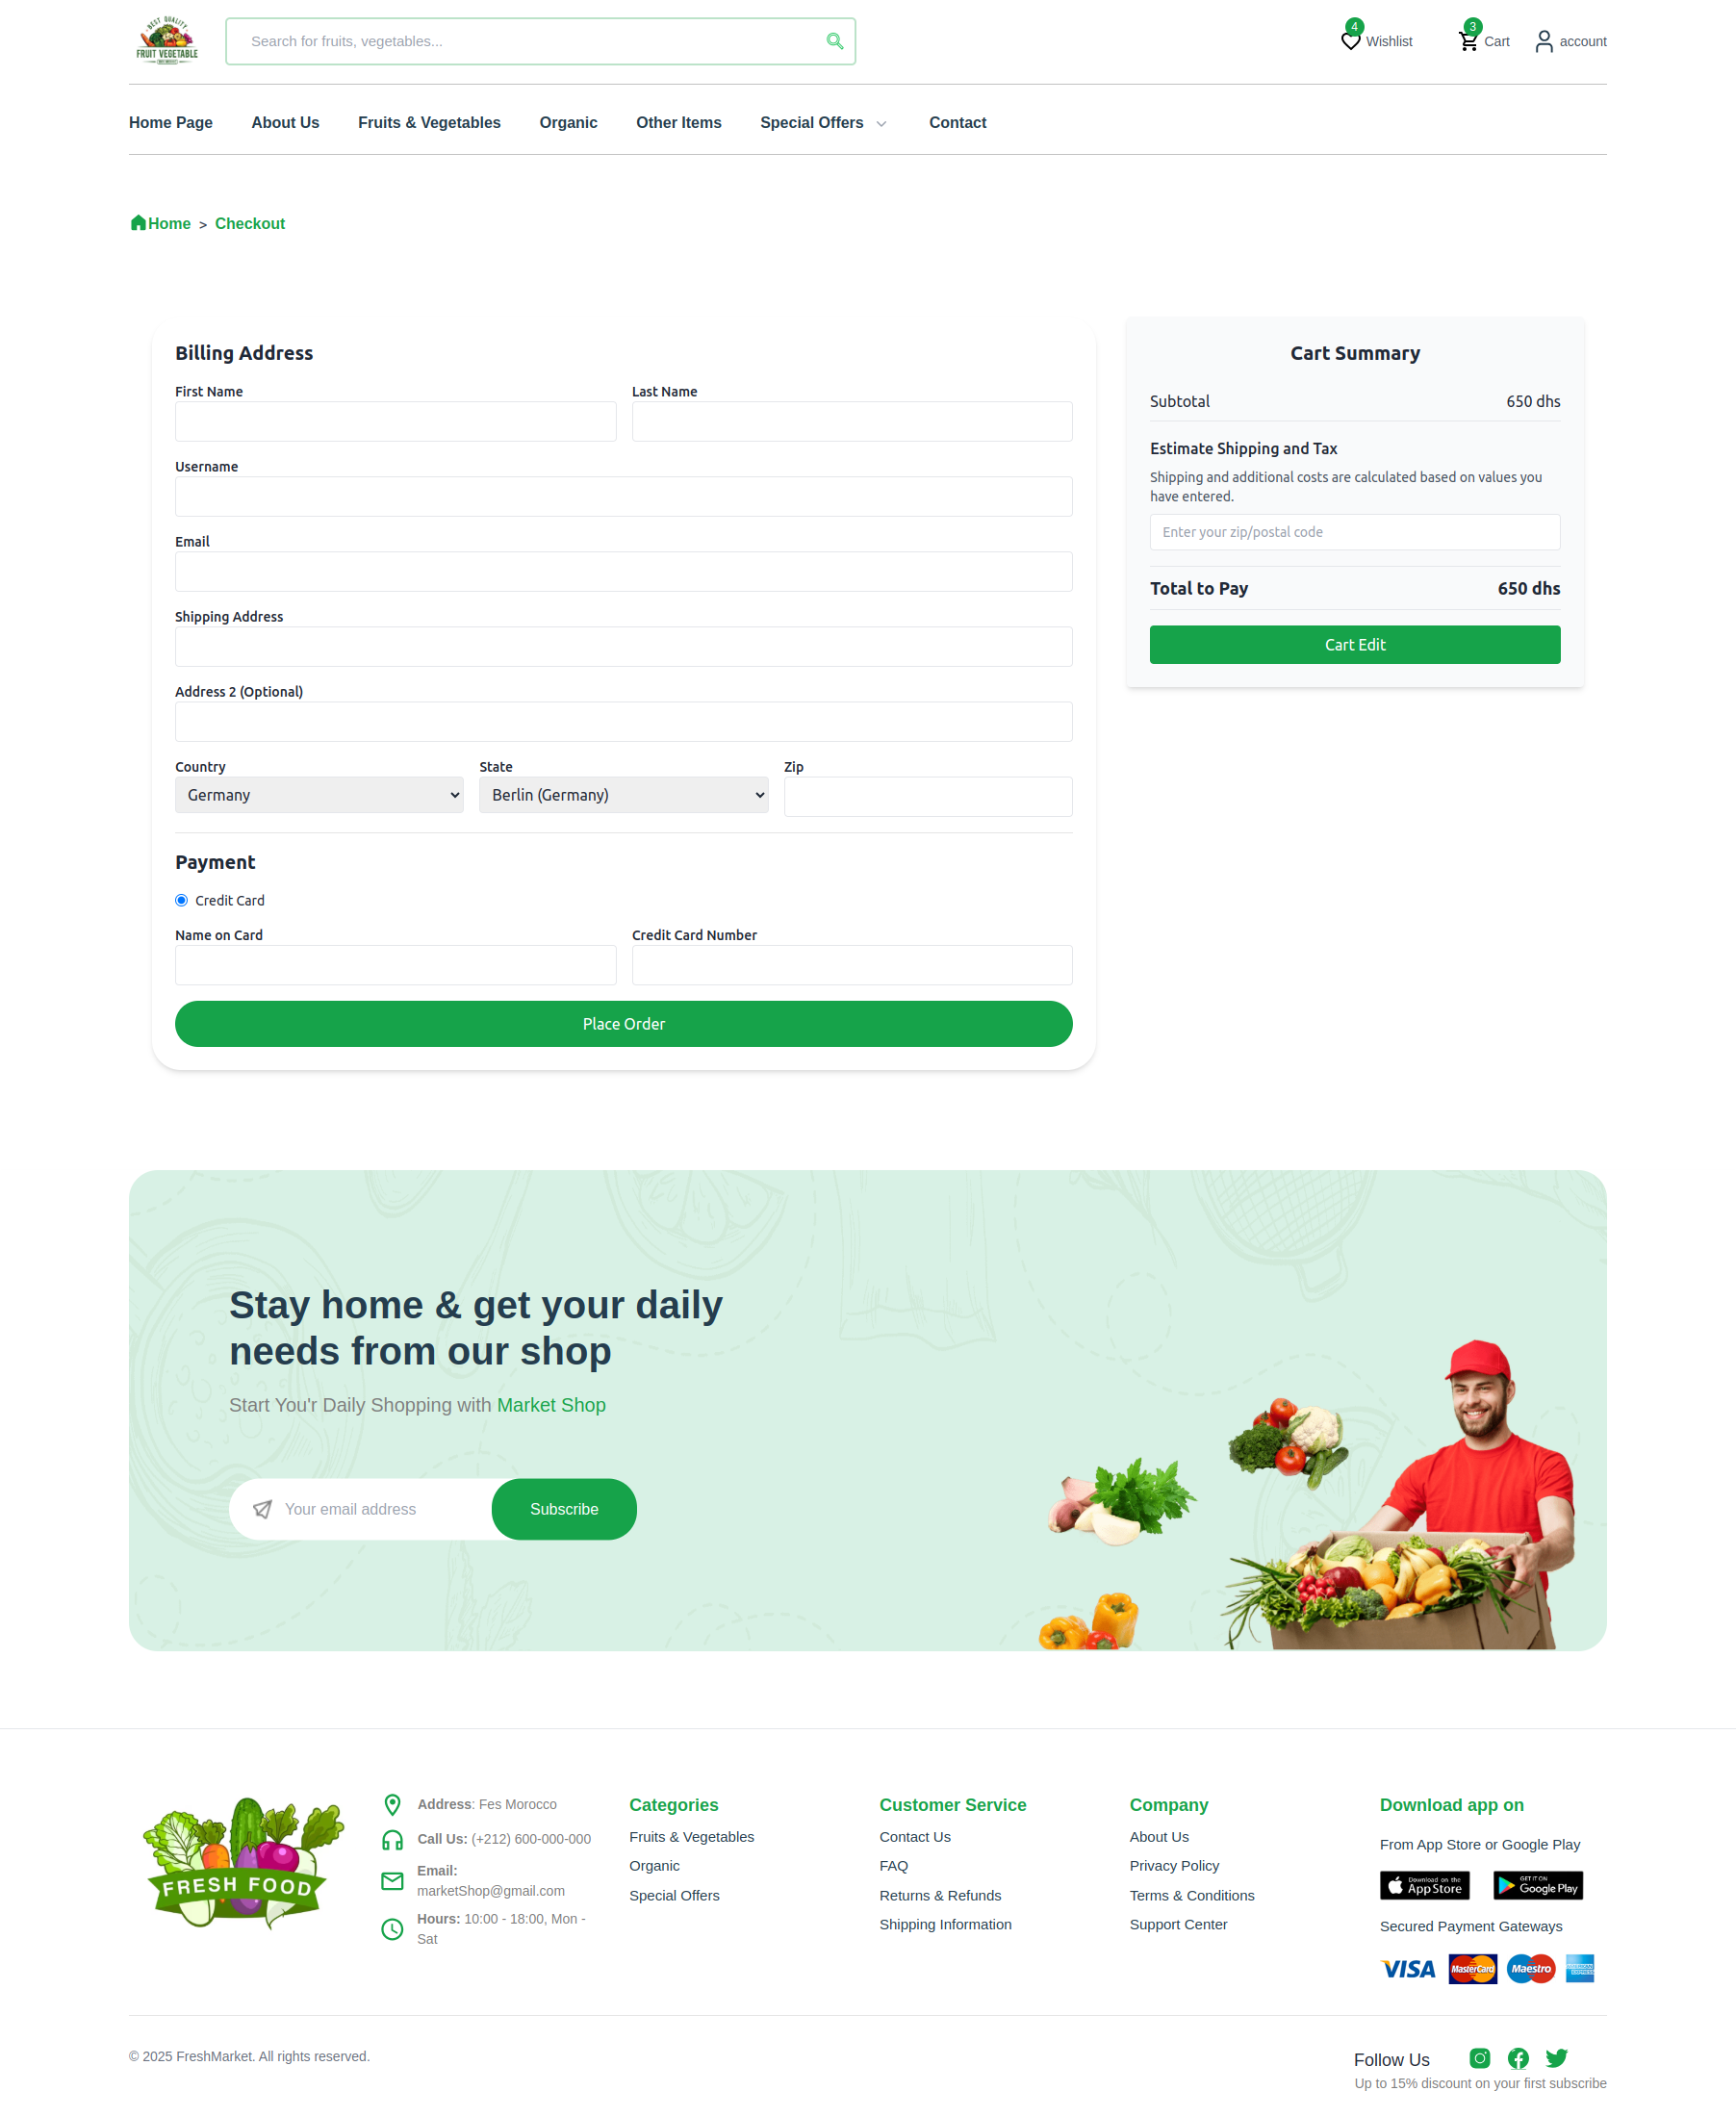 BEST QUALITY
FRUIT VEGETABLE
Search for fruits, vegetables...
4
Wishlist
3
Cart
account
Home Page
About Us
Fruits & Vegetables
Organic
Other Items
Special Offers
Contact
Home > Checkout
Billing Address
First Name
Last Name
Username
Email
Shipping Address
Address 2 (Optional)
Country
State
Zip
Germany
Berlin (Germany)
Payment
Credit Card
Name on Card
Credit Card Number
Place Order
Cart Summary
Subtotal
650 dhs
Estimate Shipping and Tax
Shipping and additional costs are calculated based on values you
have entered.
Enter your zip/postal code
Total to Pay
650 dhs
Cart Edit
Stay home & get your daily
needs from our shop
Start You'r Daily Shopping with Market Shop
Your email address
Subscribe
FRESH FOOD
Address: Fes Morocco
Call Us: (+212) 600-000-000
Email:
marketShop@gmail.com
Hours: 10:00 - 18:00, Mon -
Sat
Categories
Fruits & Vegetables
Organic
Special Offers
Customer Service
Contact Us
FAQ
Returns & Refunds
Shipping Information
Company
About Us
Privacy Policy
Terms & Conditions
Support Center
Download app on
From App Store or Google Play
Download on the
App Store
GET IT ON
Google Play
Secured Payment Gateways
VISA
MasterCard
Maestro
© 2025 FreshMarket. All rights reserved.
Follow Us
Up to 15% discount on your first subscribe